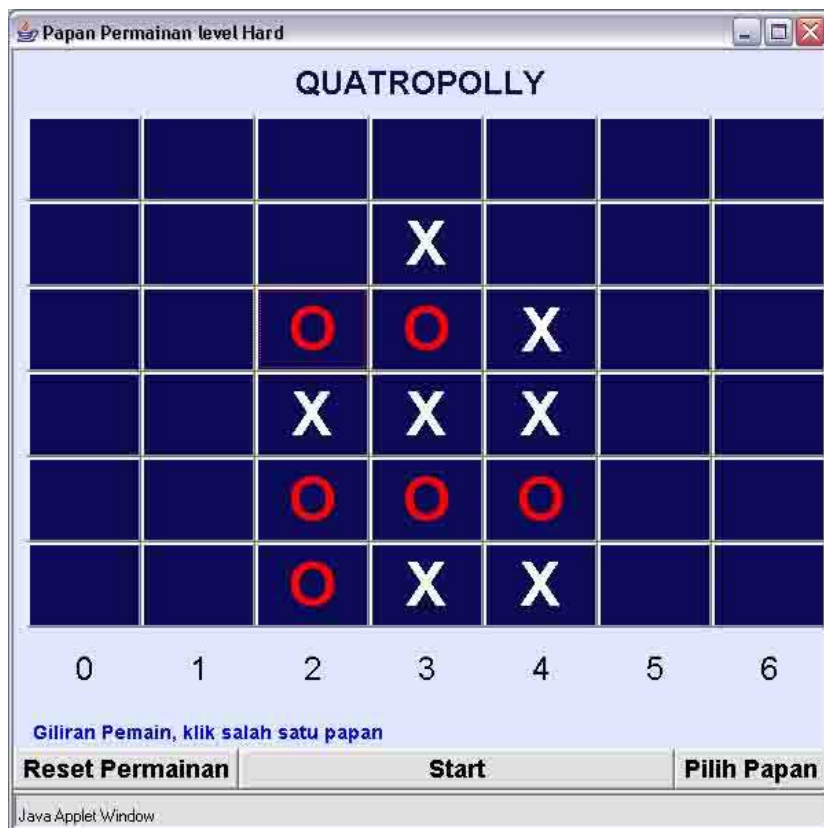 Papan Permainan level Hard
QUATROPOLLY
X
O O X
X X X
O O O
O X X
0 1 2 3 4 5 6
Giliran Pemain, klik salah satu papan
Reset Permainan Start Pilih Papan
Java Applet Window